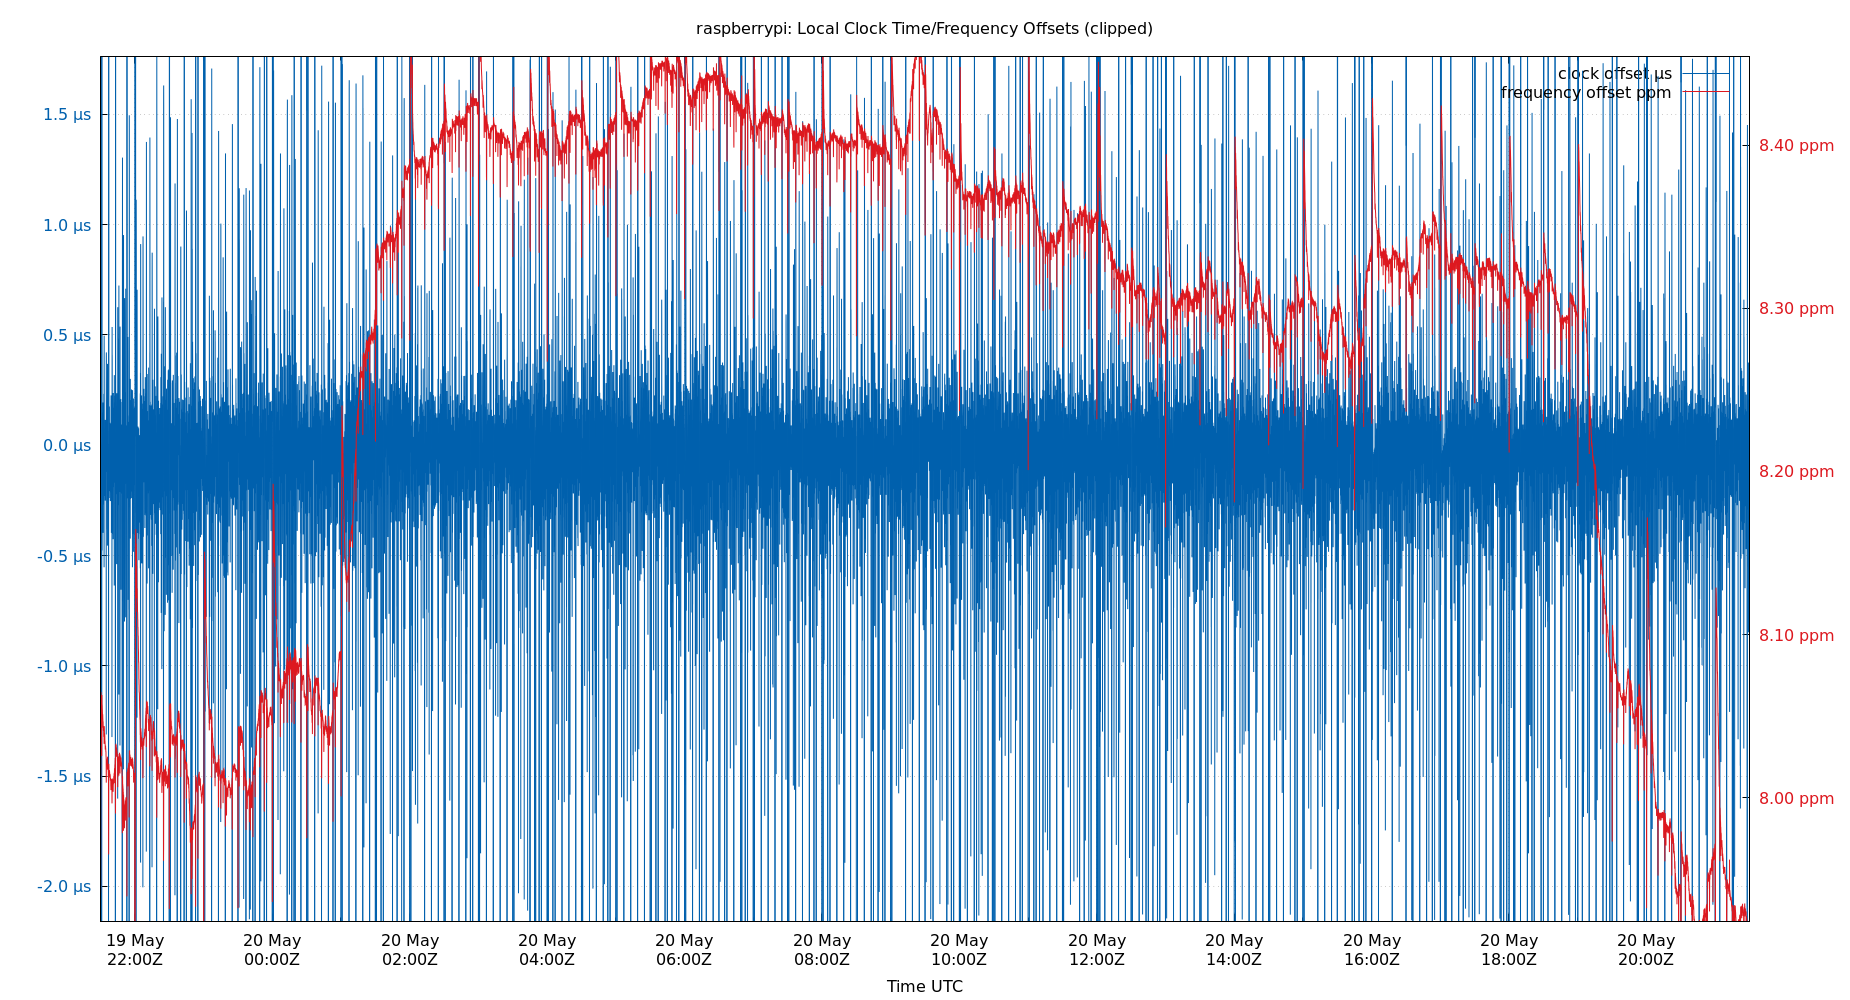 raspberrypi: Local Clock Time/Frequency Offsets (clipped)
clock offset µs
frequency offset ppm
1.5 µs
1.0 µs
0.5 µs
0.0 µs
-0.5 µs
-1.0 µs
-1.5 µs
-2.0 µs
8.40 ppm
8.30 ppm
8.20 ppm
8.10 ppm
8.00 ppm
19 May 20 May 20 May 20 May 20 May 20 May 20 May 20 May 20 May 20 May 20 May 20 May
22:00Z 00:00Z 02:00Z 04:00Z 06:00Z 08:00Z 10:00Z 12:00Z 14:00Z 16:00Z 18:00Z 20:00Z
Time UTC